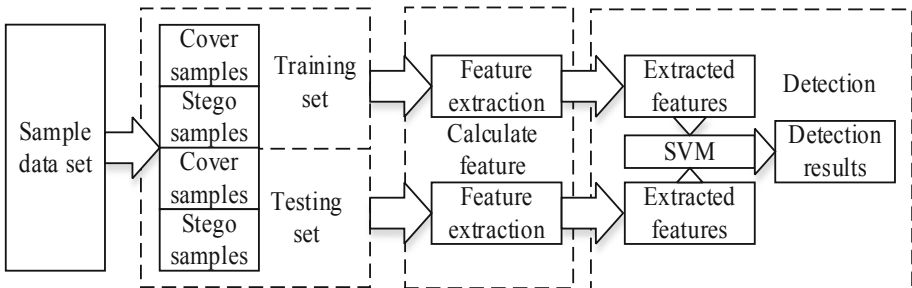 Sample
data set
Cover
samples
Stego
samples
Cover
samples
Stego
samples
Training
set
Testing
set
Feature
extraction
Calculate
feature
Feature
extraction
Extracted
features
SVM
Extracted
features
Detection
Detection
results